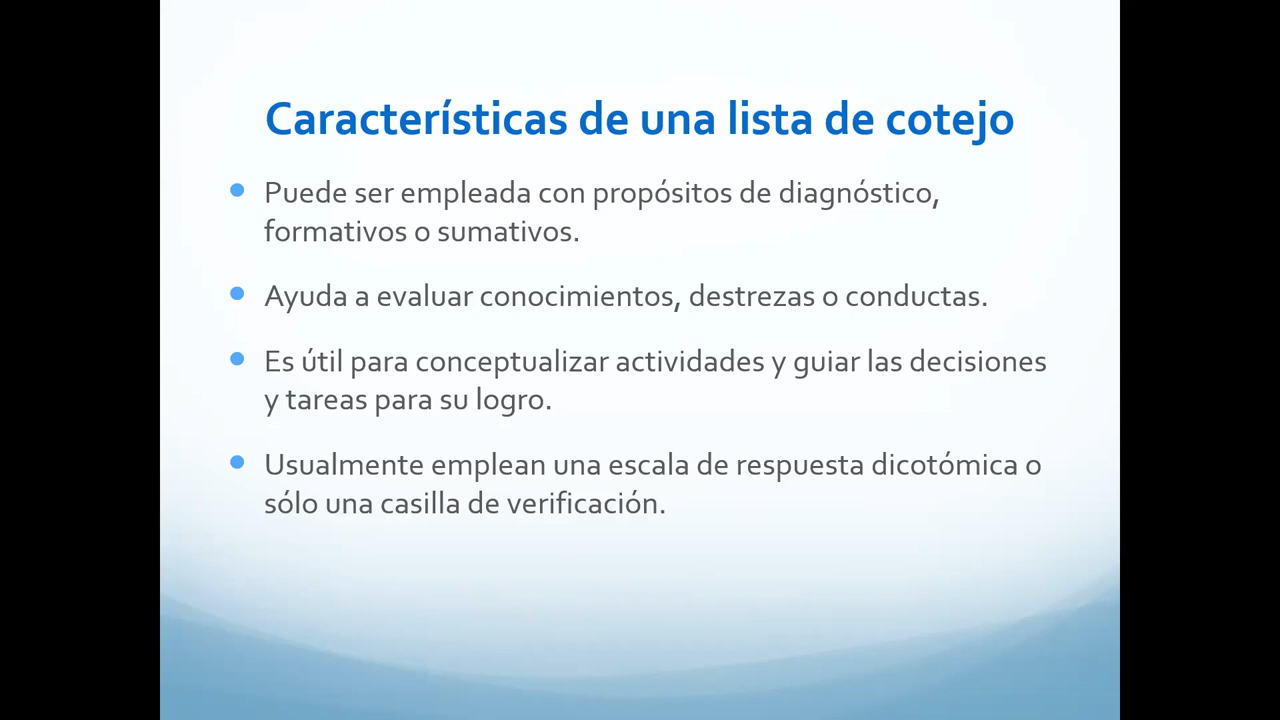 Características de una lista de cotejo
Puede ser empleada con propósitos de diagnóstico,
formativos o sumativos.
Ayuda a evaluar conocimientos, destrezas o conductas.
Es útil para conceptualizar actividades y guiar las decisiones
y tareas para su logro.
Usualmente emplean una escala de respuesta dicotómica o
sólo una casilla de verificación.